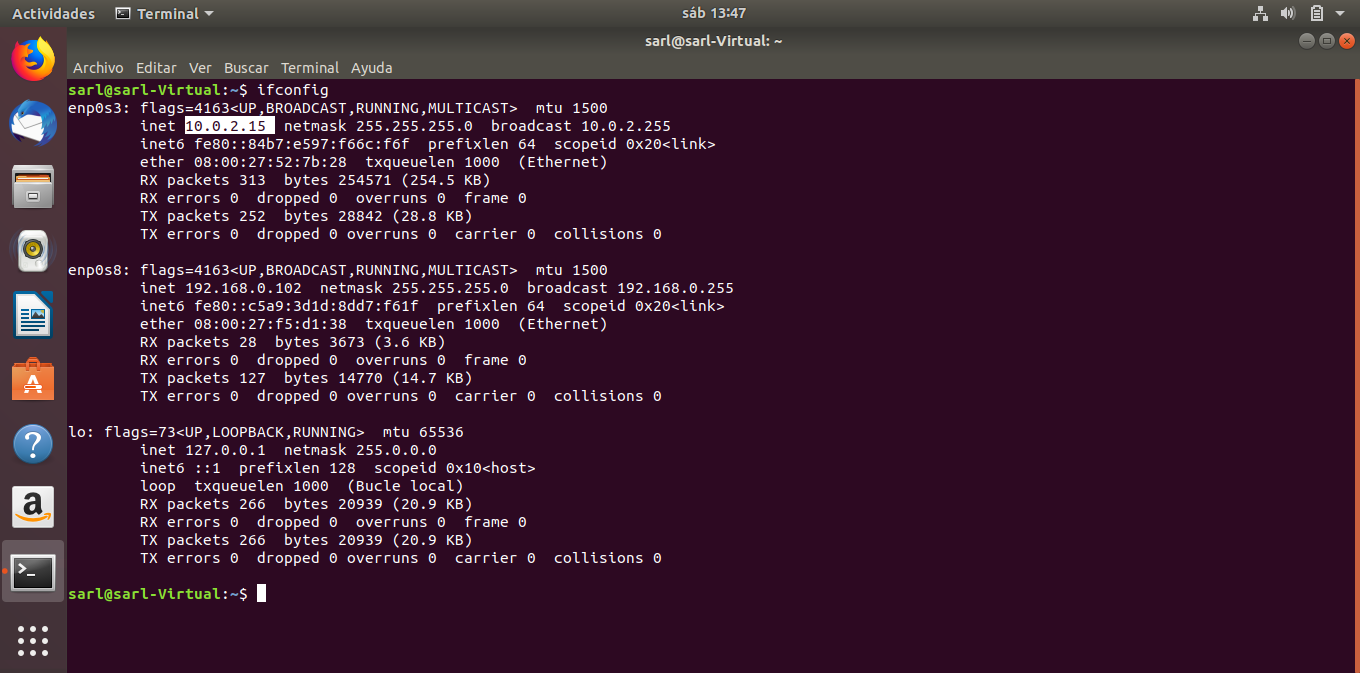 Actividades Terminal sáb 13:47
sarl@sarl-Virtual: ~
Archivo Editar Ver Buscar Terminal Ayuda
sarl@sarl-Virtual:~$ ifconfig
enp0s3: flags=4163<UP,BROADCAST,RUNNING,MULTICAST>  mtu 1500
        inet 10.0.2.15  netmask 255.255.255.0  broadcast 10.0.2.255
        inet6 fe80::84b7:e597:f66c:f6f  prefixlen 64  scopeid 0x20<link>
        ether 08:00:27:52:7b:28  txqueuelen 1000  (Ethernet)
        RX packets 313  bytes 254571 (254.5 KB)
        RX errors 0  dropped 0  overruns 0  frame 0
        TX packets 252  bytes 28842 (28.8 KB)
        TX errors 0  dropped 0 overruns 0  carrier 0  collisions 0
enp0s8: flags=4163<UP,BROADCAST,RUNNING,MULTICAST>  mtu 1500
        inet 192.168.0.102  netmask 255.255.255.0  broadcast 192.168.0.255
        inet6 fe80::c5a9:3d1d:8dd7:f61f  prefixlen 64  scopeid 0x20<link>
        ether 08:00:27:f5:d1:38  txqueuelen 1000  (Ethernet)
        RX packets 28  bytes 3673 (3.6 KB)
        RX errors 0  dropped 0  overruns 0  frame 0
        TX packets 127  bytes 14770 (14.7 KB)
        TX errors 0  dropped 0 overruns 0  carrier 0  collisions 0
lo: flags=73<UP,LOOPBACK,RUNNING>  mtu 65536
        inet 127.0.0.1  netmask 255.0.0.0
        inet6 ::1  prefixlen 128  scopeid 0x10<host>
        loop  txqueuelen 1000  (Bucle local)
        RX packets 266  bytes 20939 (20.9 KB)
        RX errors 0  dropped 0  overruns 0  frame 0
        TX packets 266  bytes 20939 (20.9 KB)
        TX errors 0  dropped 0 overruns 0  carrier 0  collisions 0
sarl@sarl-Virtual:~$